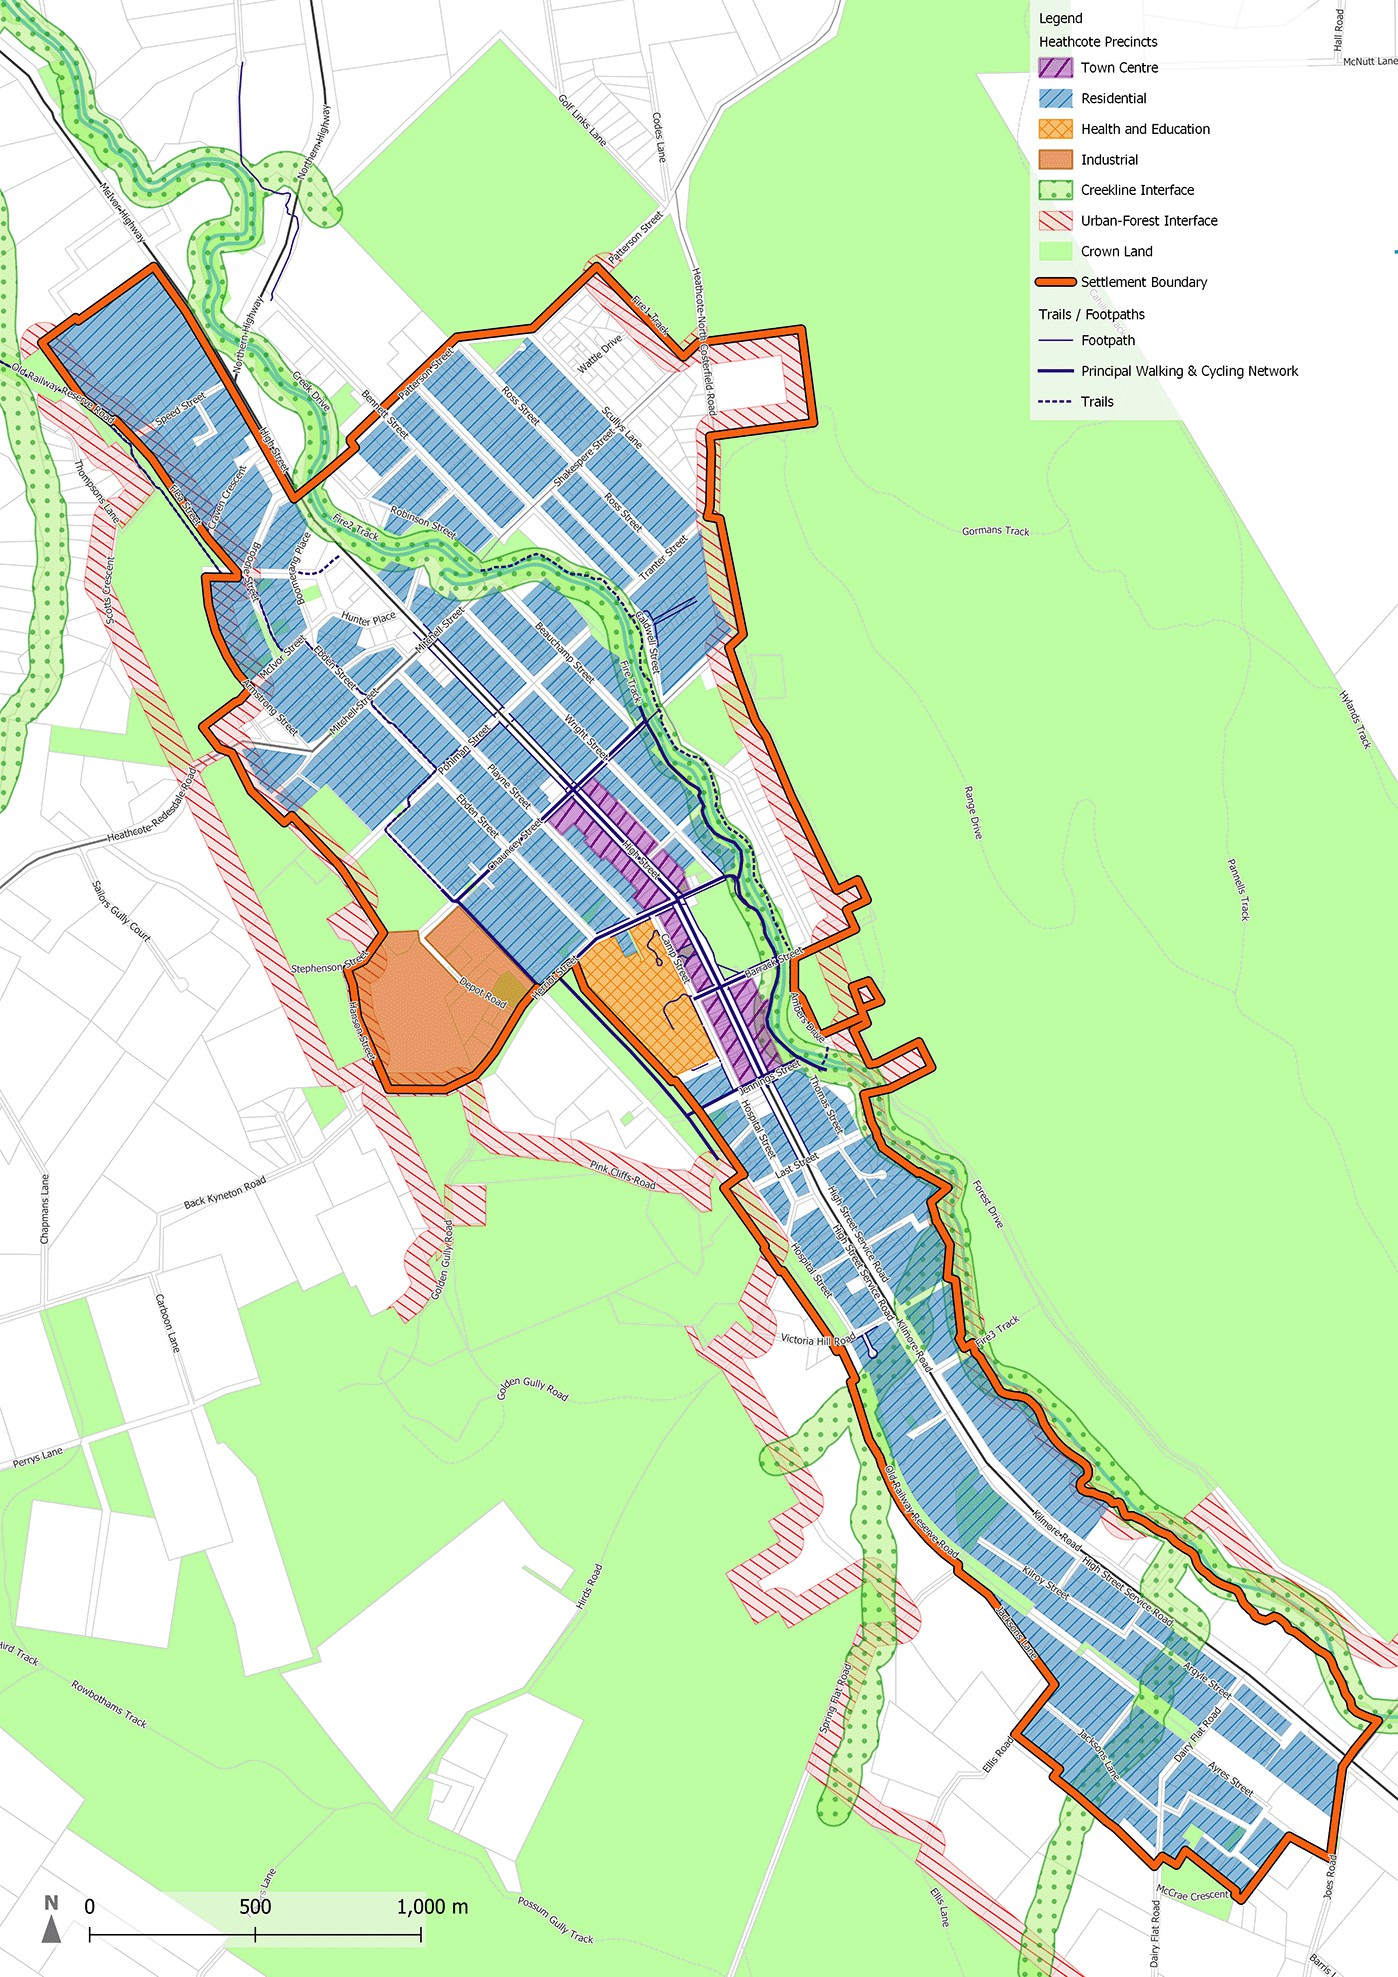 Legend
Heathcote Precincts
Town Centre
Residential
Health and Education
Industrial
Creekline Interface
Urban-Forest Interface
Crown Land
Settlement Boundary
Trails / Footpaths
Footpath
Principal Walking & Cycling Network
Trails
Hall Road
McNutt Lane
Golf Links Lane
Codes Lane
Northern-Highway
McIvor-Highway
Patterson Street
Heathcote-North Costerfield-Road
Fire1 Track
Northern-Highway
Wattle Drive
Old-Railway-Reserve Road
Creek Drive
Patterson-Street
Bennett Street
Ross Street
Scullys Lane
Speed Street
High-Street
Shakespere-Street
Thompsons Lane
Flea Street
Craven Crescent
Ross Street
Robinson Street
Fire2 Track
Gormans Track
Tranter Street
Scotts Crescent
Boomerang Place
Hunter Place
Mitchell-Street
Beauchamp Street
Caldwell Street
McIvor Street
Ebden Street
Fire-Track
Armstrong Street
Mitchell-Street
Hylands Track
Pohlman Street
Wright Street
Playne Street
Ebden Street
Heathcote-Redesdale-Road
Chauncey-Street
High-Street
Range Drive
Pannells Track
Sailors Gully Court
Stephenson-Street
Herriot Street
Camp Street
Barrack Street
Depot Road
Ambers Drive
Hanson Street
Jennings Street
Thomas Street
Hospital Street
Last Street
Pink Cliffs-Road
Back Kyneton Road
Chapmans Lane
Forest Drive
High Street-Service Road
High Street Service Road
Hospital Street
Golden Gully Road
Carboon Lane
Victoria Hill Road
Kilmore-Road
Fire3 Track
Golden Gully Road
Perrys Lane
Old-Railway-Reserve Road
Kilmore-Road
High Street Service-Road
Kilroy Street
Hirds Road
Jacksons Lane
Argyle-Street
Spring Flat Road
Rowbothams Track
Ellis Road
Jacksons Lane
Dairy Flat Road
Ayres Street
McCrae Crescent
Joes Road
Ellis Lane
Possum Gully Track
Dairy Flat Road
N
0 500 1,000 m